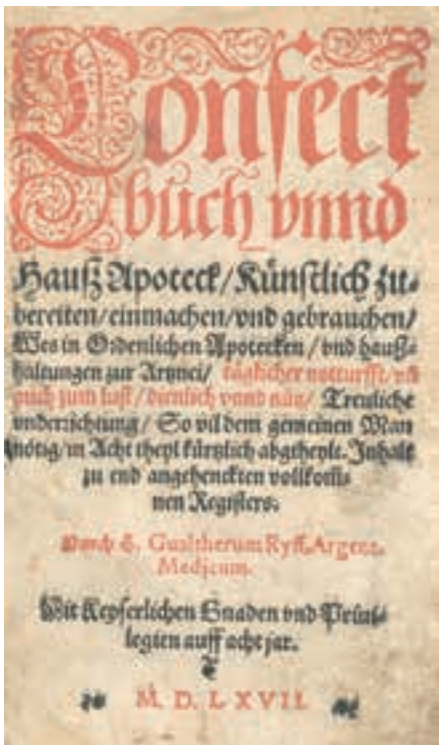 Confect
buch vnnd
Haußz Apoteck/Künstlich zu-
bereiten/einmachen/vnd gebrauchen/
Wes in Ordenlichen Apotecken/vnd hauß-
haltungen zur Artznei/ täglicher notturfft/vñ
auch zum lust/dienlich vnnd nütz/ Treuliche
vnderrichtung/ So vil dem gemeinen Man
nötig/in Acht theyl kürtzlich abgtheylt. Inhalt
zu end angehenckten vollkom-
nen Registers.
Durch G. Gualtherum Ryff, Argent.
Medicum.
Mit Keyserlichen Gnaden vnd Priui-
legien auff acht jar.
M. D. LXVII.